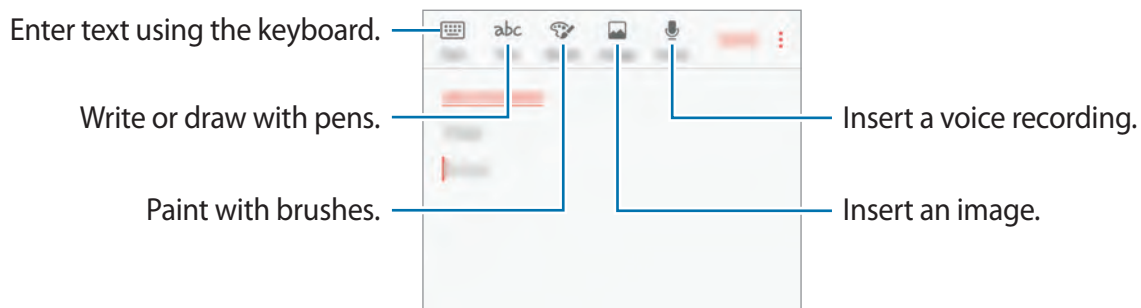 Enter text using the keyboard.
abc
Write or draw with pens.
Insert a voice recording.
Paint with brushes.
Insert an image.